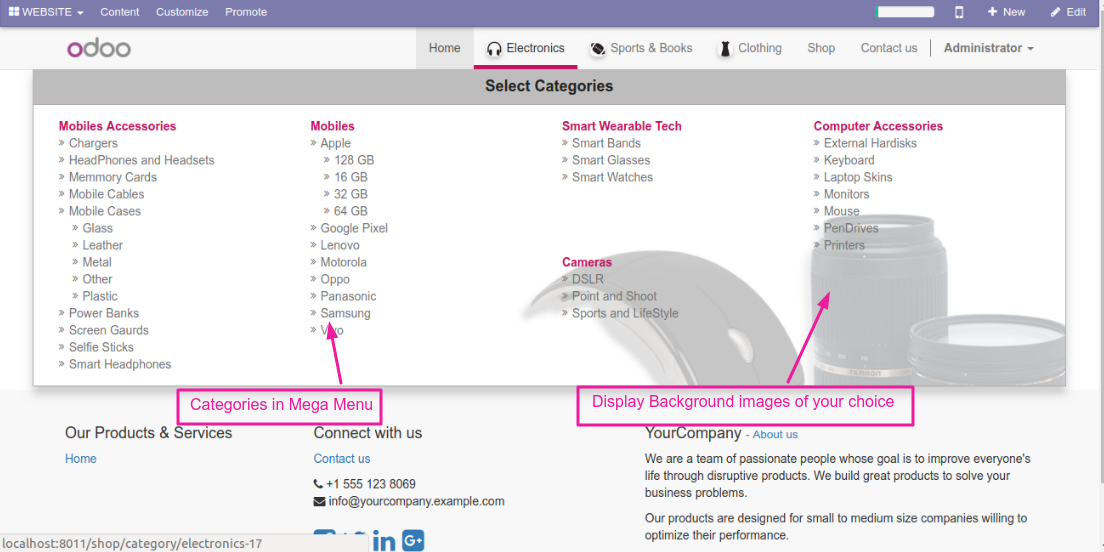 WEBSITE Content Customize Promote New Edit
odoo Home Electronics Sports & Books Clothing Shop Contact us Administrator
Select Categories
Mobiles Accessories
Chargers
HeadPhones and Headsets
Memmory Cards
Mobile Cables
Mobile Cases
Glass
Leather
Metal
Other
Plastic
Power Banks
Screen Gaurds
Selfie Sticks
Smart Headphones
Mobiles
Apple
128 GB
16 GB
32 GB
64 GB
Google Pixel
Lenovo
Motorola
Oppo
Panasonic
Samsung
Vivo
Smart Wearable Tech
Smart Bands
Smart Glasses
Smart Watches
Cameras
DSLR
Point and Shoot
Sports and LifeStyle
Computer Accessories
External Hardisks
Keyboard
Laptop Skins
Monitors
Mouse
PenDrives
Printers
TAMRON
Categories in Mega Menu
Display Background images of your choice
Our Products & Services
Home
Connect with us
Contact us
+1 555 123 8069
info@yourcompany.example.com
YourCompany - About us
We are a team of passionate people whose goal is to improve everyone's
life through disruptive products. We build great products to solve your
business problems.
Our products are designed for small to medium size companies willing to
optimize their performance.
localhost:8011/shop/category/electronics-17